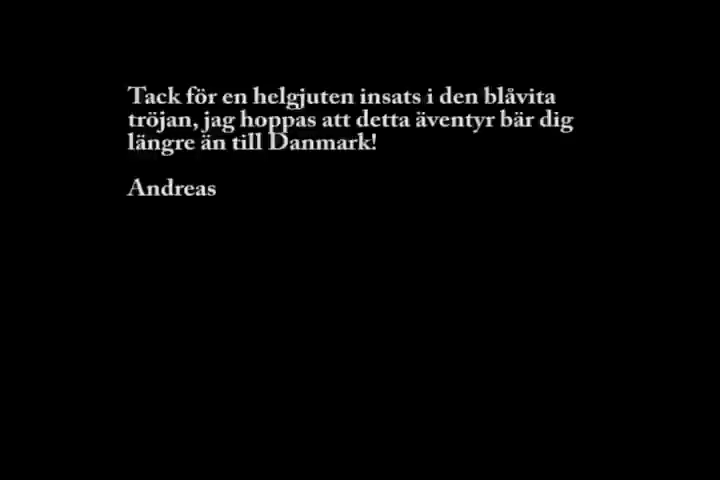 Tack för en helgjuten insats i den blåvita
tröjan, jag hoppas att detta äventyr bär dig
längre än till Danmark!
Andreas